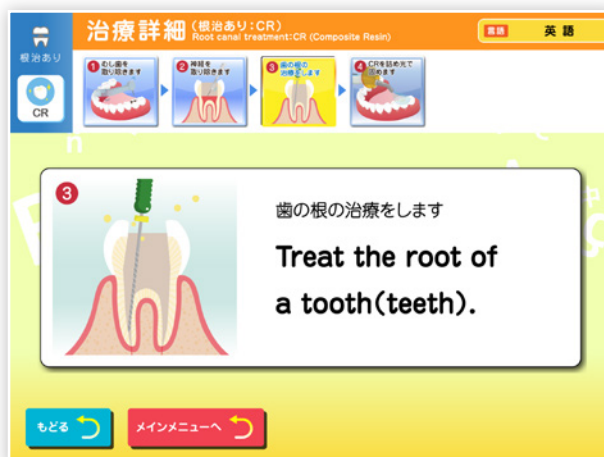 根治あり
CR
治療詳細(根治あり:CR)
Root canal treatment:CR (Composite Resin)
言語
英語
1
むし歯を
取り除きます
2
神経を
取り除きます
3
歯の根の
治療をします
4
CRを詰め光で
固めます
3
歯の根の治療をします
Treat the root of
a tooth(teeth).
もどる
メインメニューへ